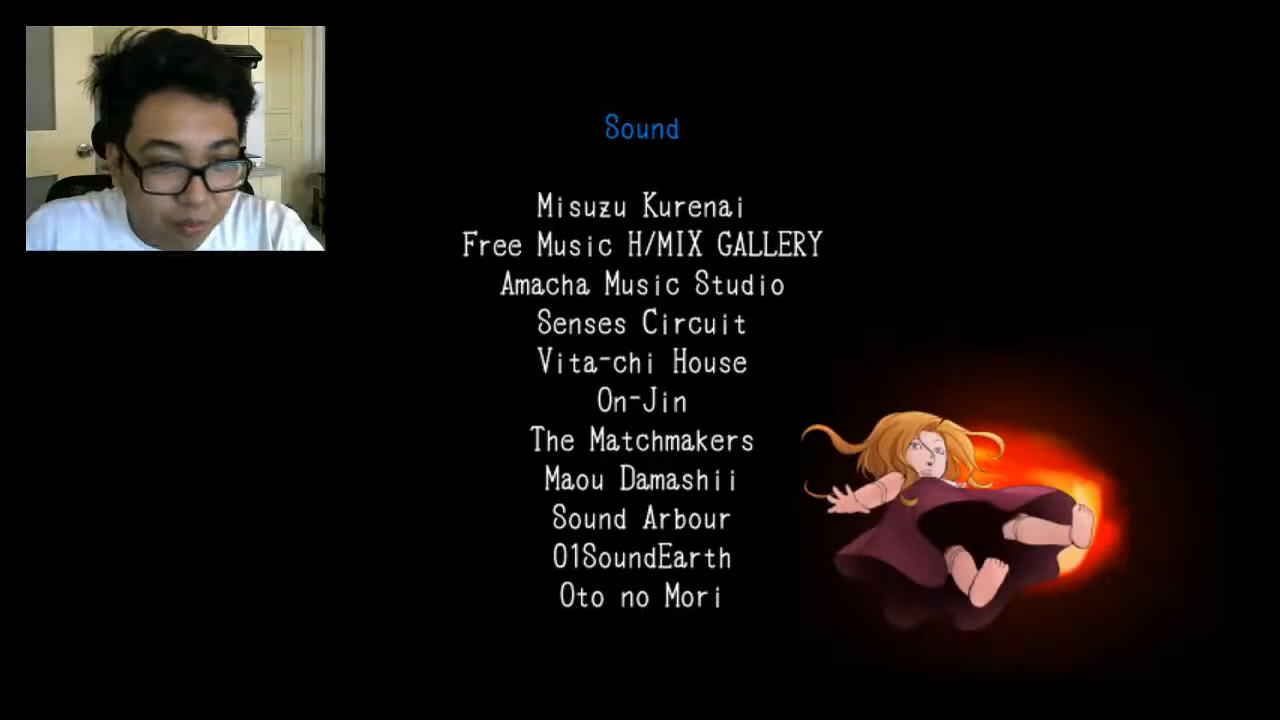 Sound
Misuzu Kurenai
Free Music H/MIX GALLERY
Amacha Music Studio
Senses Circuit
Vita-chi House
On-Jin
The Matchmakers
Maou Damashii
Sound Arbour
01SoundEarth
Oto no Mori